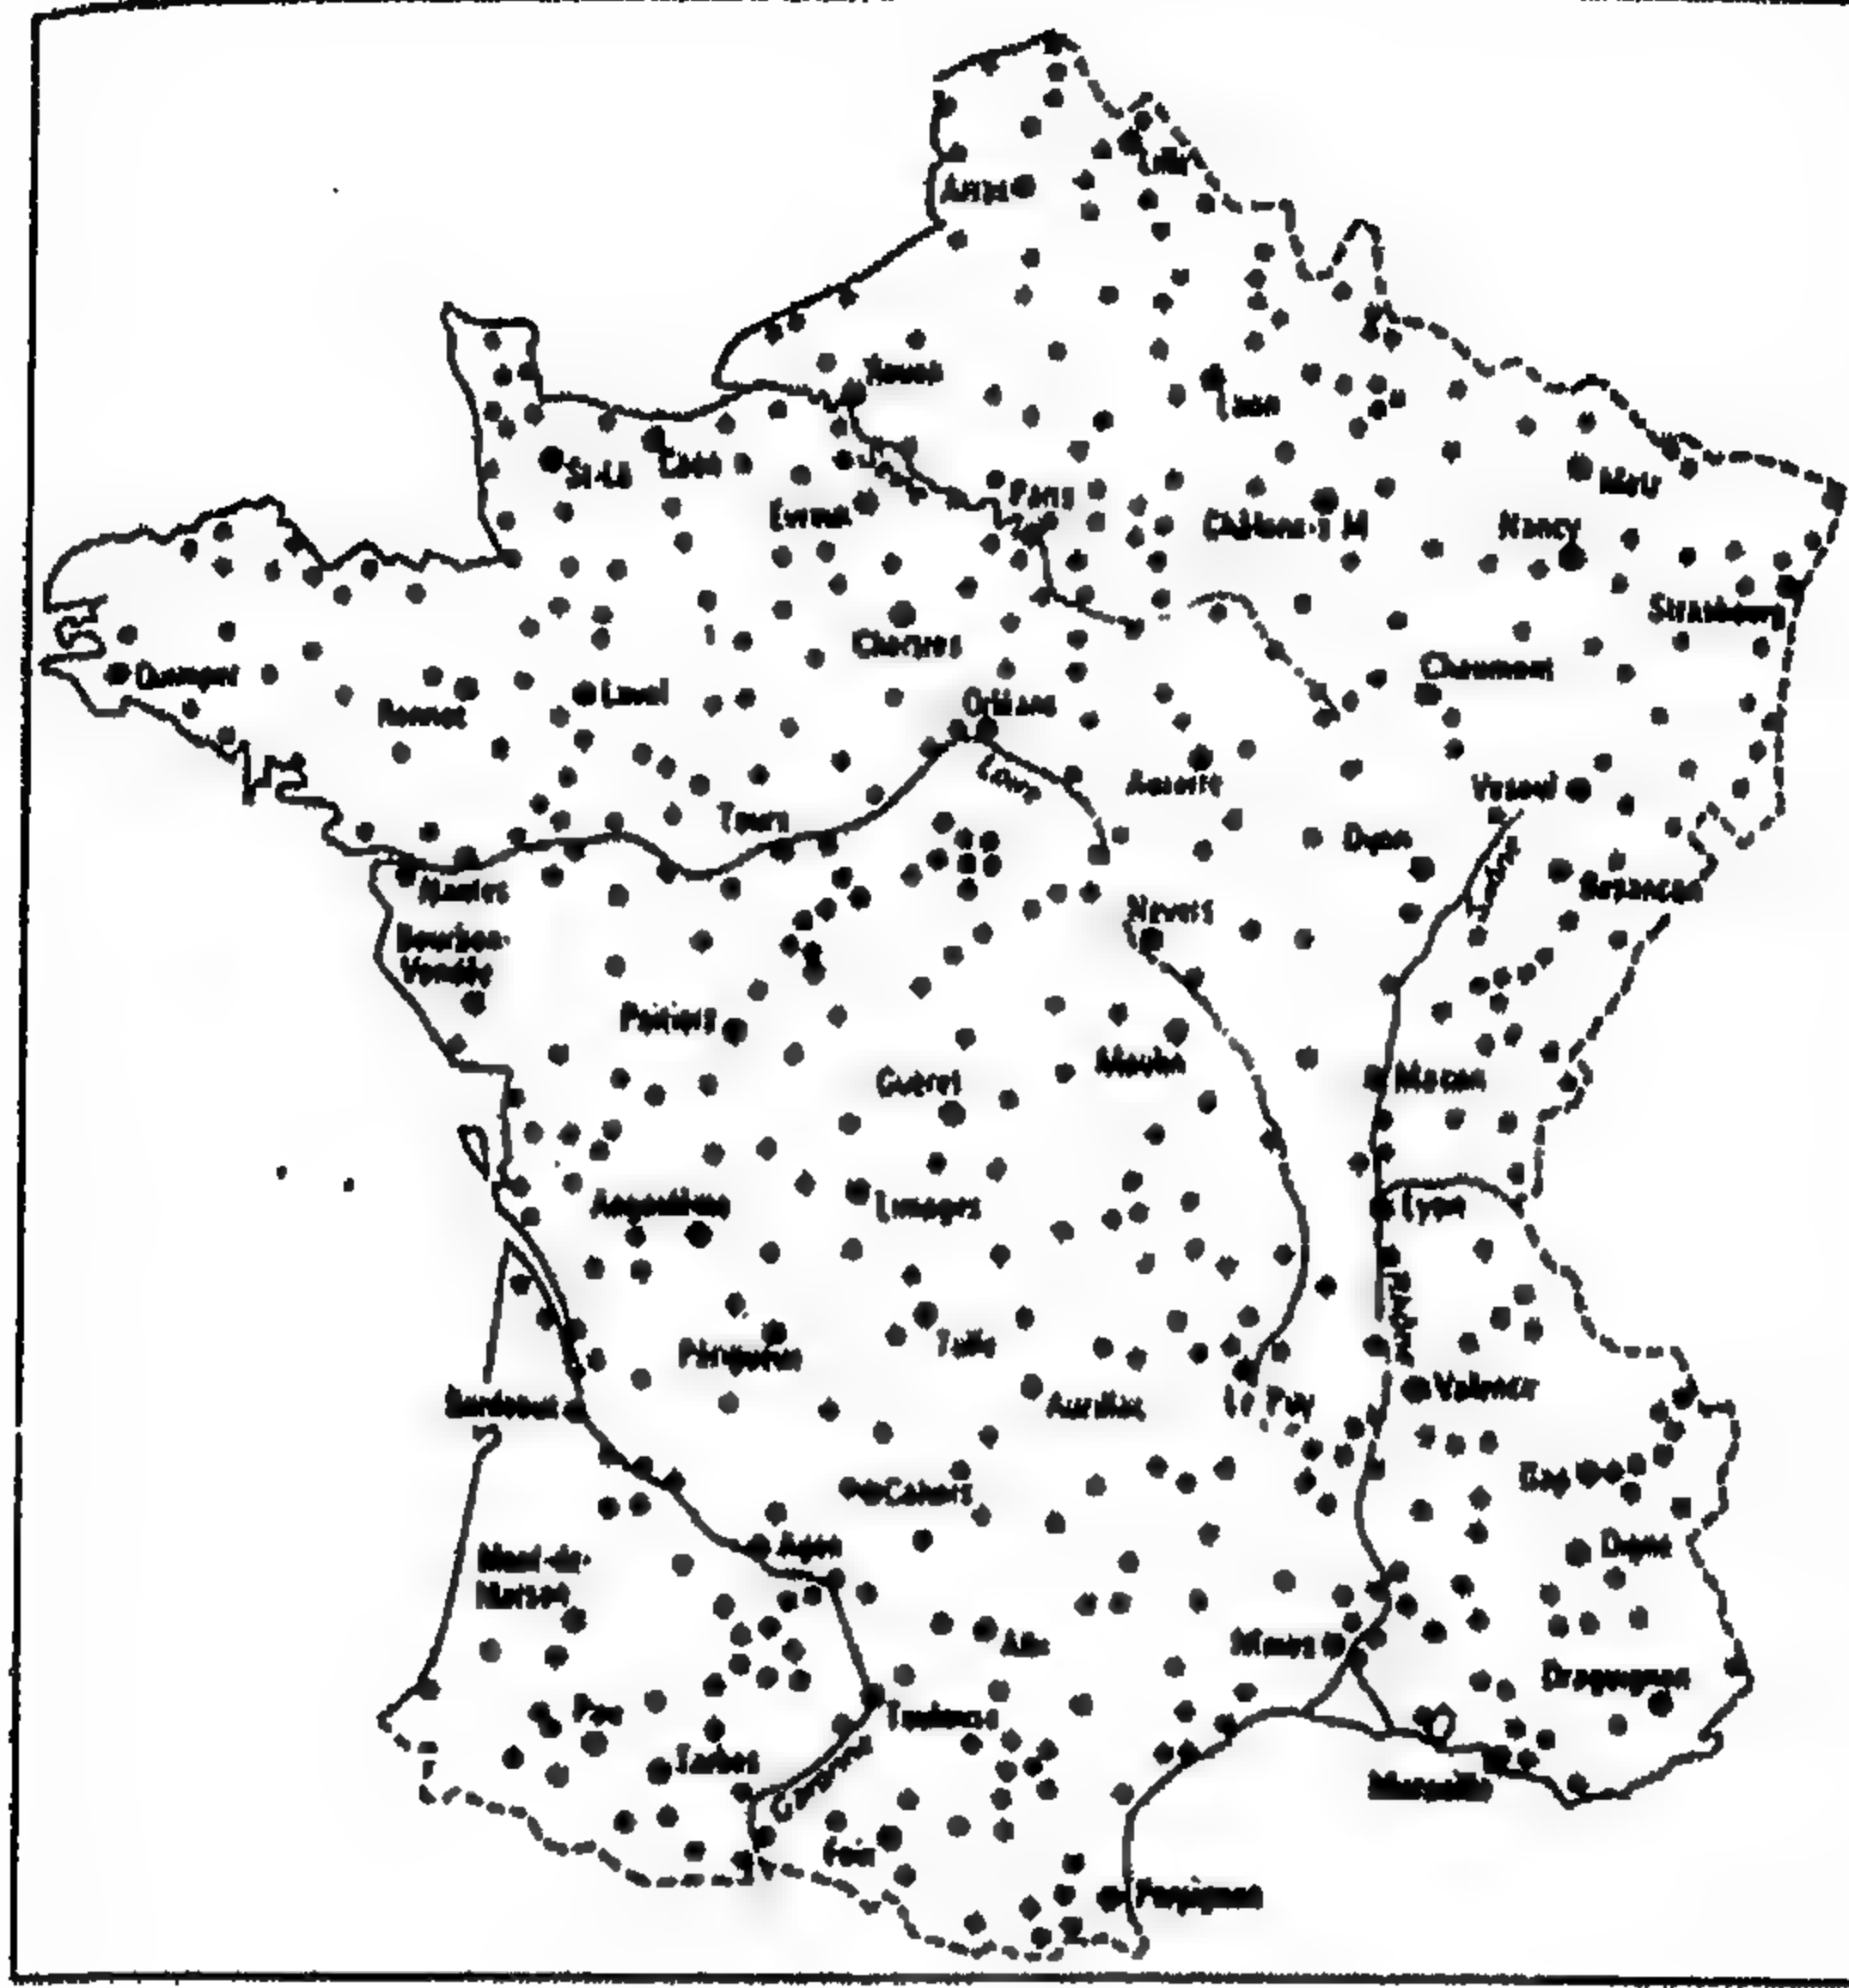 Lille
Arras
Rouen
Laon
St-Lô
Caen
Metz
Paris
Evreux
Châlons-s M
Nancy
Strasbourg
Chartres
Quimper
Chaumont
Laval
Orléans
Rennes
Loire
Auxerre
Vesoul
Tours
Dijon
Nantes
Besançon
Nevers
Bourbon-
Vendée
Poitiers
Moulins
Guéret
Macon
Angoulême
Limoges
Lyon
Tulle
Périgueux
Valence
Bordeaux
Aurillac
Le Puy
Gap
Cahors
Agen
Digne
Mont-de-
Marsan
Albi
Nimes
Draguignan
Pau
Toulouse
Tarbes
Marseille
Foix
Perpignan